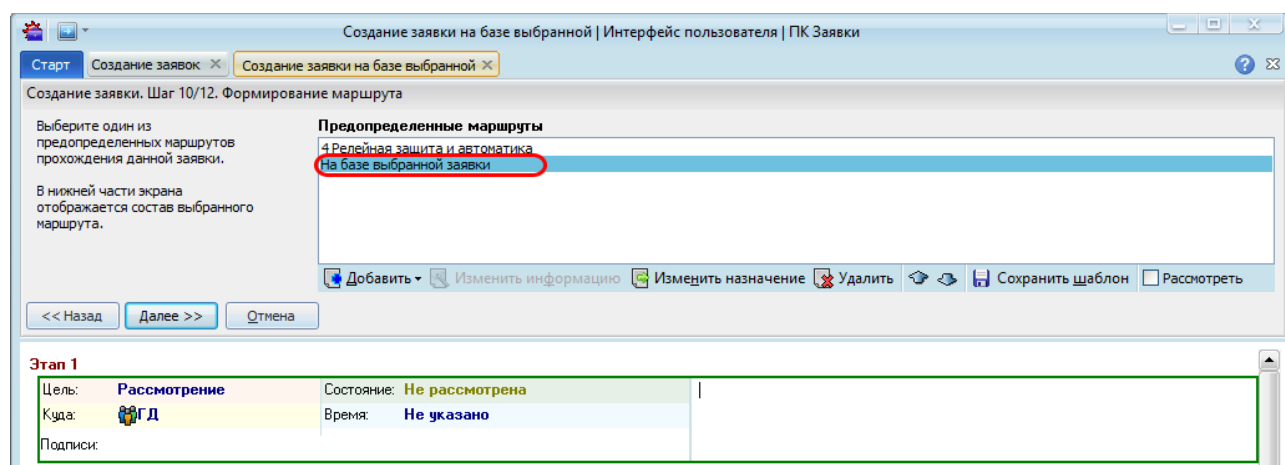 Создание заявки на базе выбранной | Интерфейс пользователя | ПК Заявки
Старт Создание заявок Создание заявки на базе выбранной
Создание заявки. Шаг 10/12. Формирование маршрута
Выберите один из
предопределенных маршрутов
прохождения данной заявки.
В нижней части экрана
отображается состав выбранного
маршрута.
Предопределенные маршруты
4 Релейная защита и автоматика
На базе выбранной заявки
Добавить Изменить информацию Изменить назначение Удалить Сохранить шаблон Рассмотреть
<< Назад Далее >> Отмена
Этап 1
Цель: Рассмотрение Состояние: Не рассмотрена
Куда: ГД Время: Не указано
Подписи: